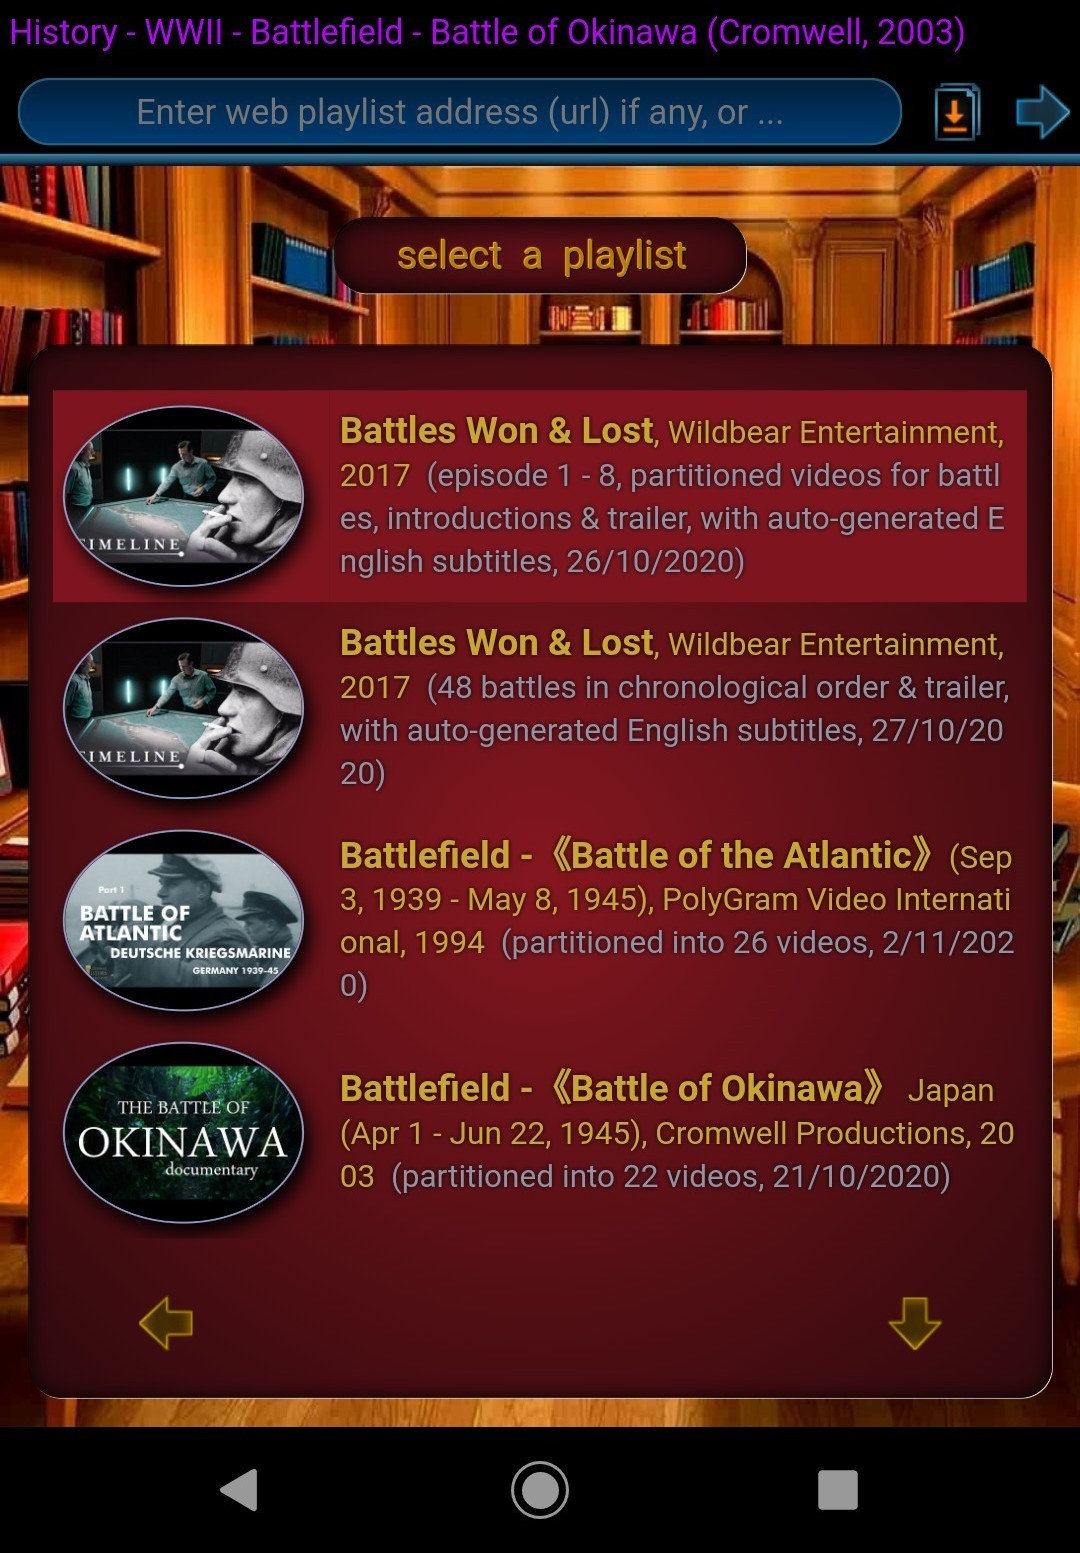 History - WWII - Battlefield - Battle of Okinawa (Cromwell, 2003)
Enter web playlist address (url) if any, or ...
select a playlist
Battles Won & Lost, Wildbear Entertainment,
2017 (episode 1 - 8, partitioned videos for battl
es, introductions & trailer, with auto-generated E
nglish subtitles, 26/10/2020)
TIMELINE
Battles Won & Lost, Wildbear Entertainment,
2017 (48 battles in chronological order & trailer,
with auto-generated English subtitles, 27/10/20
20)
TIMELINE
Battlefield -《Battle of the Atlantic》(Sep
3, 1939 - May 8, 1945), PolyGram Video Internati
onal, 1994 (partitioned into 26 videos, 2/11/202
0)
Part 1
BATTLE OF
ATLANTIC
DEUTSCHE KRIEGSMARINE
GERMANY 1939-45
Battlefield -《Battle of Okinawa》 Japan
(Apr 1 - Jun 22, 1945), Cromwell Productions, 20
03 (partitioned into 22 videos, 21/10/2020)
THE BATTLE OF
OKINAWA
documentary